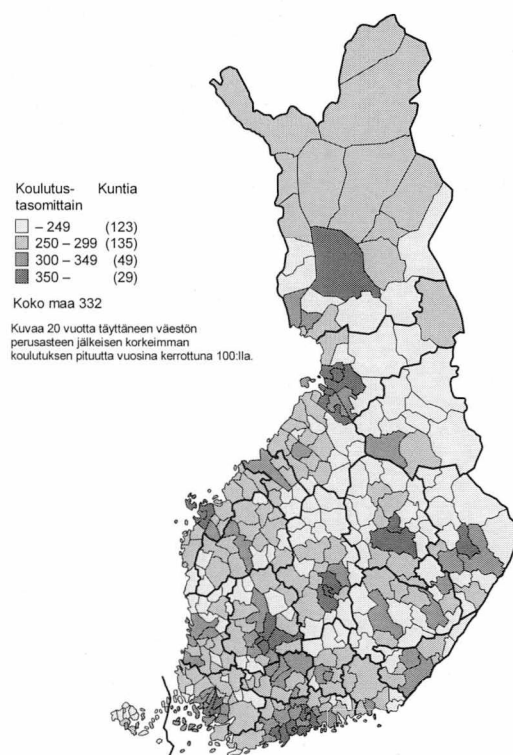 Koulutus- Kuntia
tasomittain
– 249 (123)
250 – 299 (135)
300 – 349 (49)
350 – (29)
Koko maa 332
Kuvaa 20 vuotta täyttäneen väestön
perusasteen jälkeisen korkeimman
koulutuksen pituutta vuosina kerrottuna 100:lla.